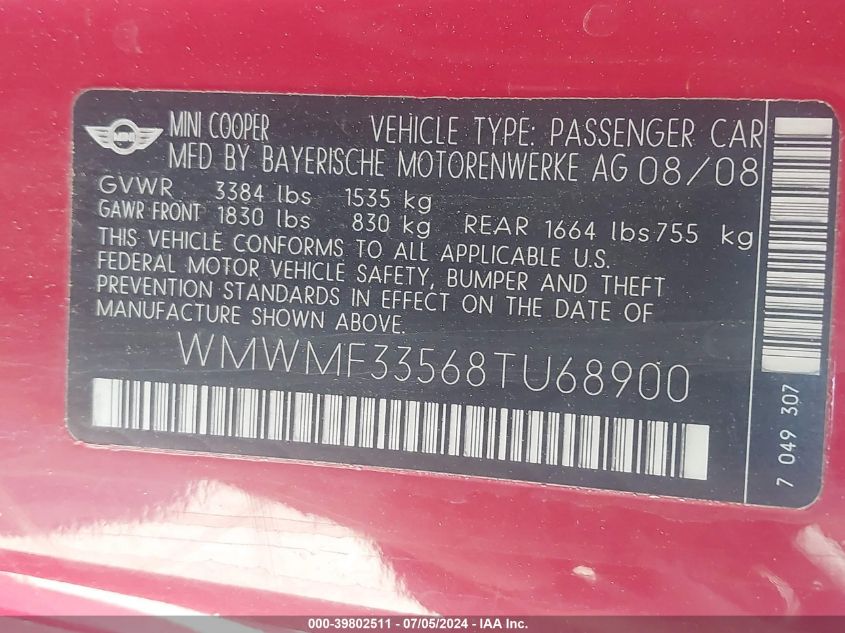 MINI
MINI COOPER VEHICLE TYPE: PASSENGER CAR
MFD BY BAYERISCHE MOTORENWERKE AG 08/08
GVWR 3384 lbs 1535 kg
GAWR FRONT 1830 lbs 830 kg REAR 1664 lbs 755 kg
THIS VEHICLE CONFORMS TO ALL APPLICABLE U.S.
FEDERAL MOTOR VEHICLE SAFETY, BUMPER AND THEFT
PREVENTION STANDARDS IN EFFECT ON THE DATE OF
MANUFACTURE SHOWN ABOVE.
WMWMF33568TU68900
7 049 307
000-39802511 - 07/05/2024 - IAA Inc.